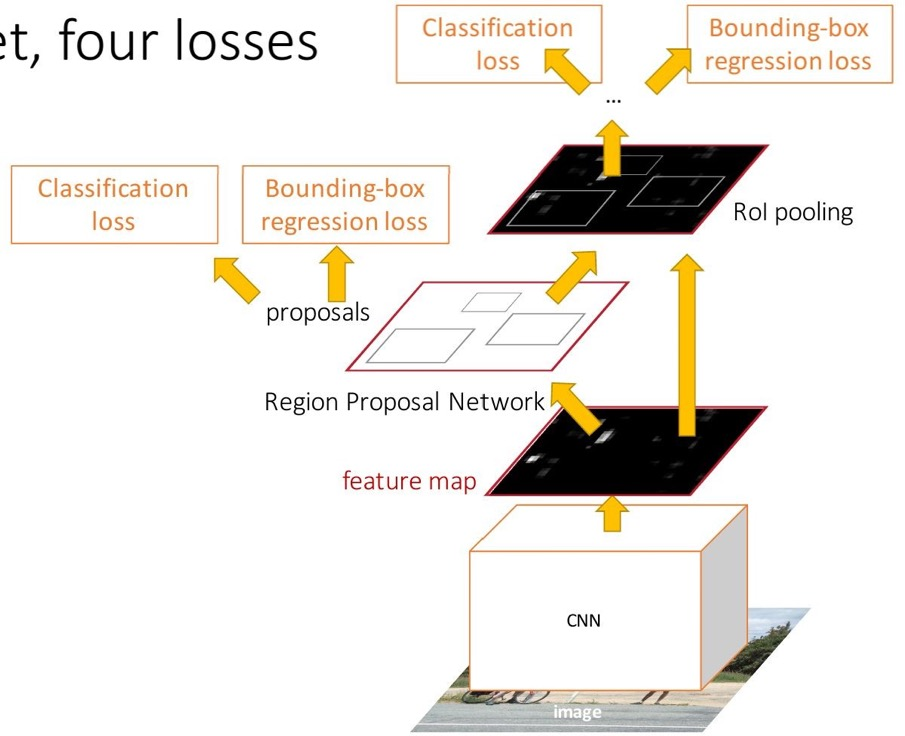 et, four losses
Classification
loss
Bounding-box
regression loss
...
Classification
loss
Bounding-box
regression loss
RoI pooling
proposals
Region Proposal Network
feature map
CNN
image